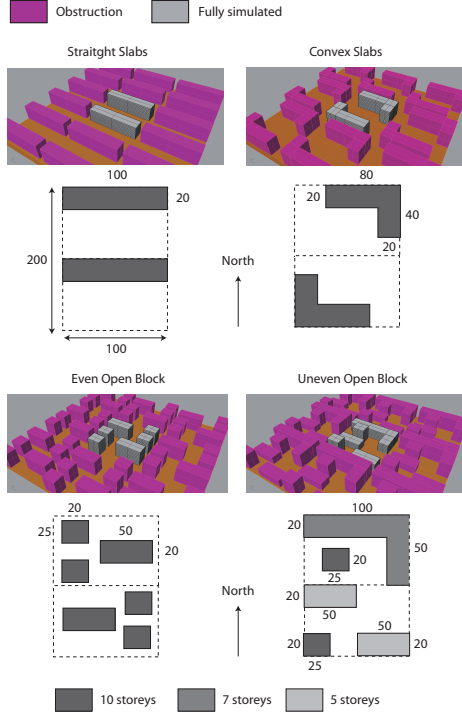 Obstruction
Fully simulated
Straitght Slabs
Convex Slabs
100
20
200
100
80
20
40
20
North
Even Open Block
Uneven Open Block
20
25
50
20
100
20
50
20
25
20
50
50
20
20
25
North
10 storeys
7 storeys
5 storeys